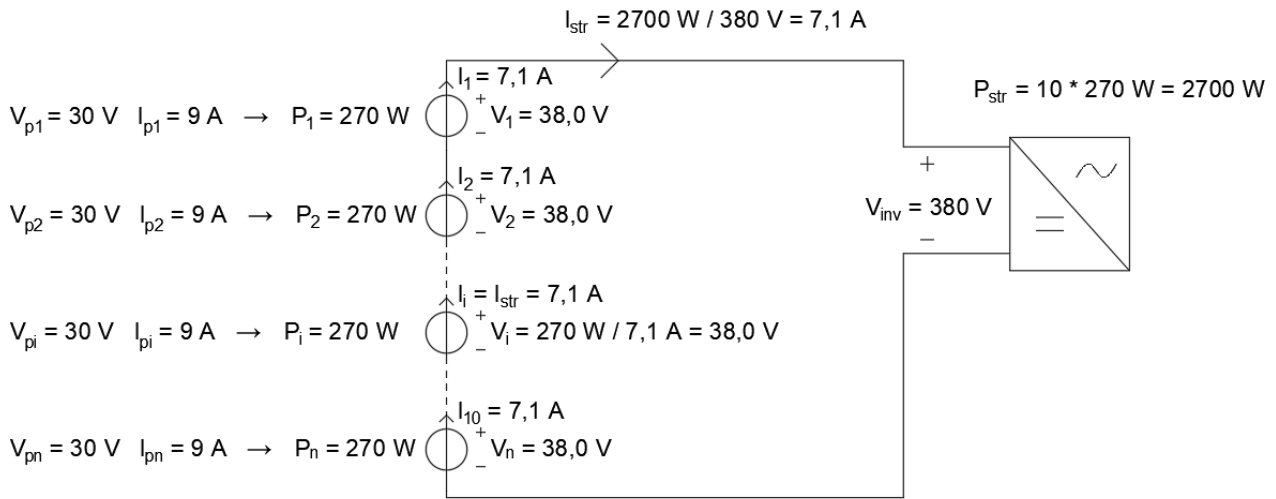 I_str = 2700 W / 380 V = 7,1 A
I_1 = 7,1 A
P_str = 10 * 270 W = 2700 W
V_p1 = 30 V I_p1 = 9 A → P_1 = 270 W
+
V_1 = 38,0 V
−
I_2 = 7,1 A
V_p2 = 30 V I_p2 = 9 A → P_2 = 270 W
+
V_2 = 38,0 V
−
+
V_inv = 380 V
−
I_i = I_str = 7,1 A
V_pi = 30 V I_pi = 9 A → P_i = 270 W
+
V_i = 270 W / 7,1 A = 38,0 V
−
I_10 = 7,1 A
V_pn = 30 V I_pn = 9 A → P_n = 270 W
+
V_n = 38,0 V
−